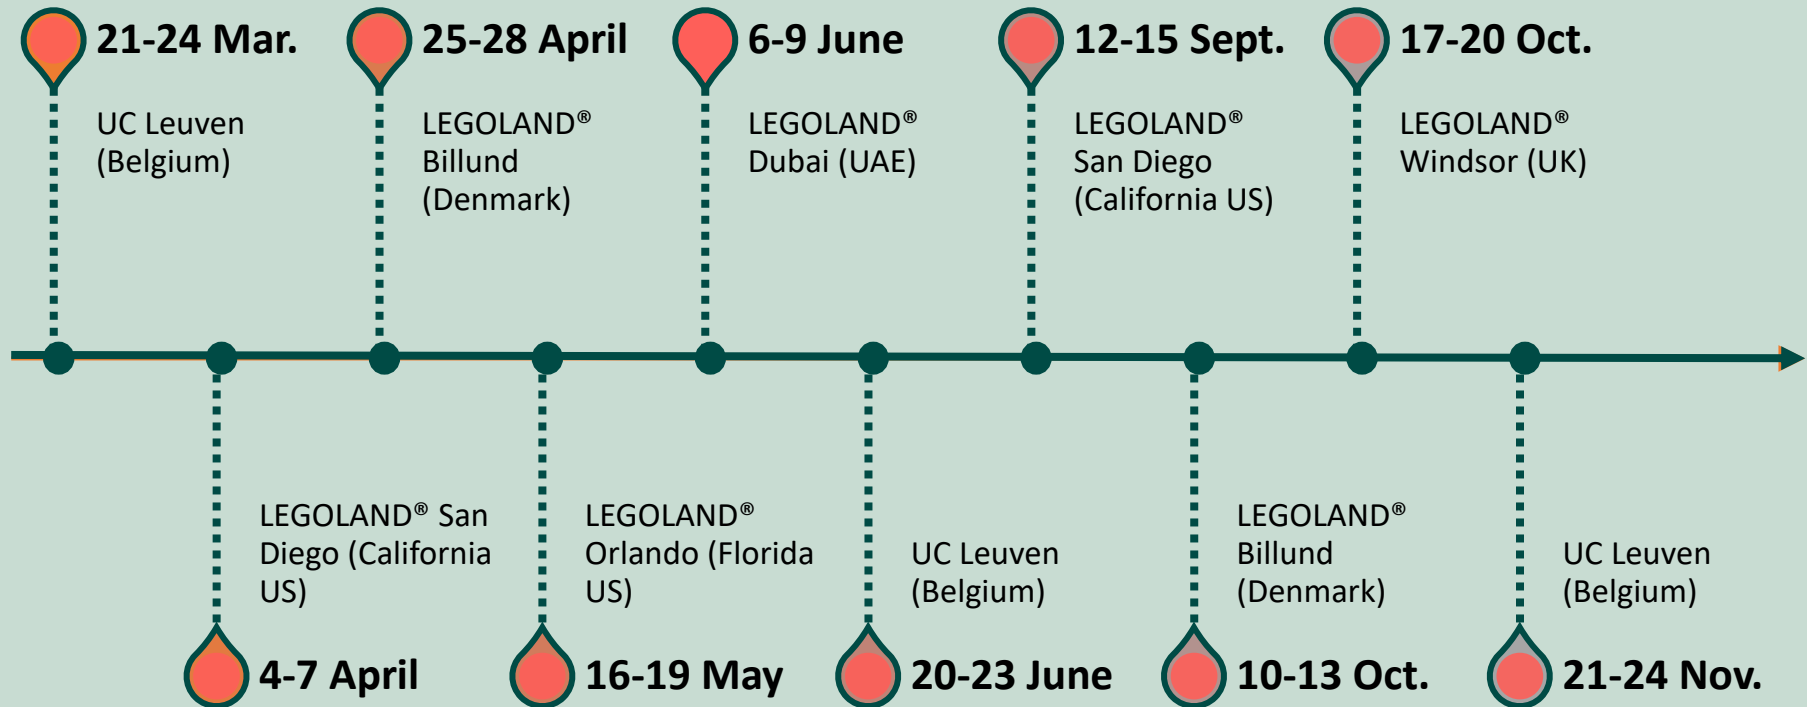 21-24 Mar.
UC Leuven
(Belgium)
25-28 April
LEGOLAND®
Billund
(Denmark)
6-9 June
LEGOLAND®
Dubai (UAE)
12-15 Sept.
LEGOLAND®
San Diego
(California US)
17-20 Oct.
LEGOLAND®
Windsor (UK)
LEGOLAND® San
Diego (California
US)
4-7 April
LEGOLAND®
Orlando (Florida
US)
16-19 May
UC Leuven
(Belgium)
20-23 June
LEGOLAND®
Billund
(Denmark)
10-13 Oct.
UC Leuven
(Belgium)
21-24 Nov.